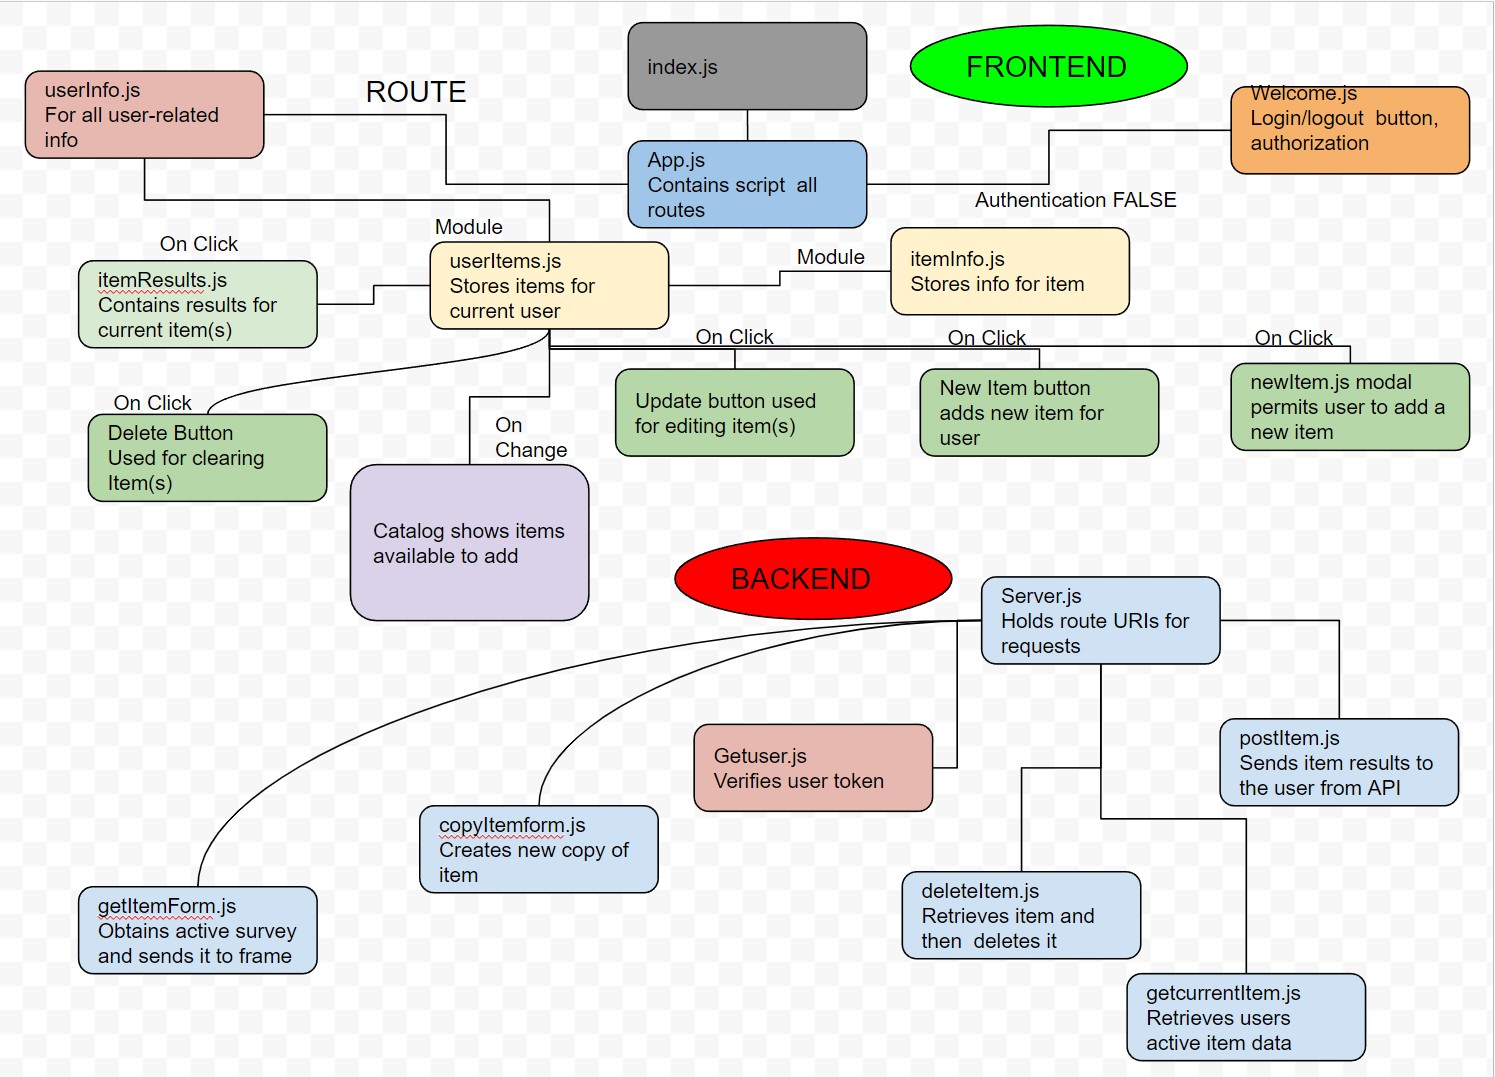 index.js
FRONTEND
userInfo.js
For all user-related
info
ROUTE
Welcome.js
Login/logout  button,
authorization
App.js
Contains script  all
routes
Authentication FALSE
Module
On Click
userItems.js
Stores items for
current user
Module
itemInfo.js
Stores info for item
itemResults.js
Contains results for
current item(s)
On Click
On Click
On Click
On Click
Delete Button
Used for clearing
Item(s)
On
Change
Update button used
for editing item(s)
New Item button
adds new item for
user
newItem.js modal
permits user to add a
new item
Catalog shows items
available to add
BACKEND
Server.js
Holds route URIs for
requests
Getuser.js
Verifies user token
postItem.js
Sends item results to
the user from API
copyItemform.js
Creates new copy of
item
getItemForm.js
Obtains active survey
and sends it to frame
deleteItem.js
Retrieves item and
then  deletes it
getcurrentItem.js
Retrieves users
active item data